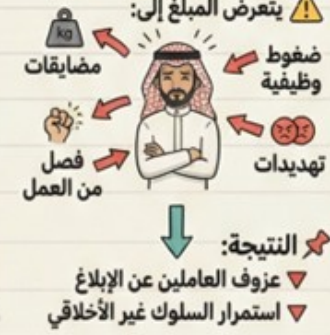 يتعرض المبلغ إلى:
kg
مضايقات
ضغوط
وظيفية
فصل
من العمل
تهديدات
النتيجة:
عزوف العاملين عن الإبلاغ
استمرار السلوك غير الأخلاقي